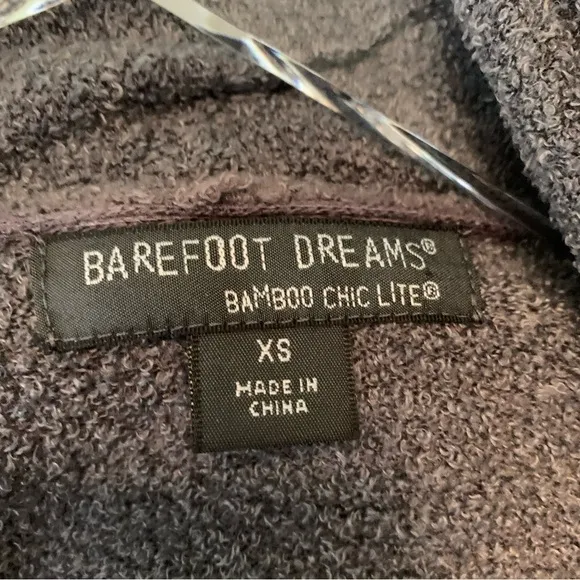 BAREFOOT DREAMS®
BAMBOO CHIC LITE®
XS
MADE IN
CHINA